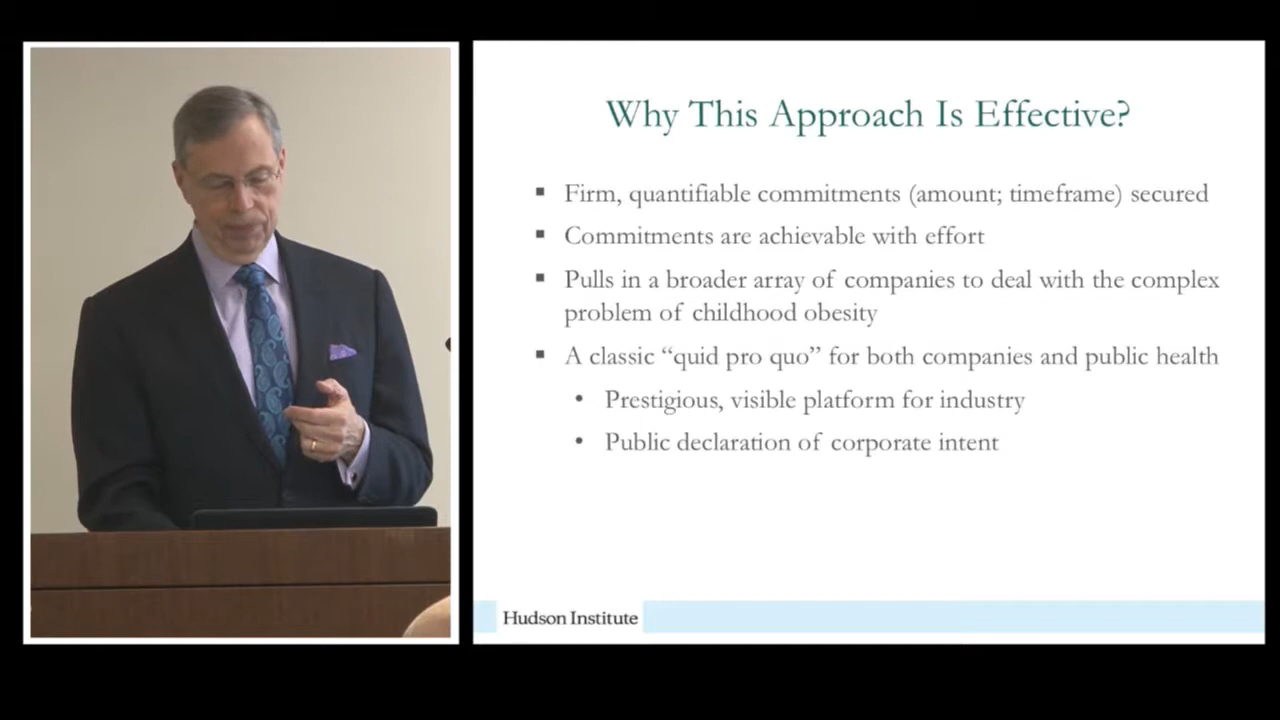 Why This Approach Is Effective?
▪ Firm, quantifiable commitments (amount; timeframe) secured
▪ Commitments are achievable with effort
▪ Pulls in a broader array of companies to deal with the complex
problem of childhood obesity
▪ A classic “quid pro quo” for both companies and public health
• Prestigious, visible platform for industry
• Public declaration of corporate intent
Hudson Institute